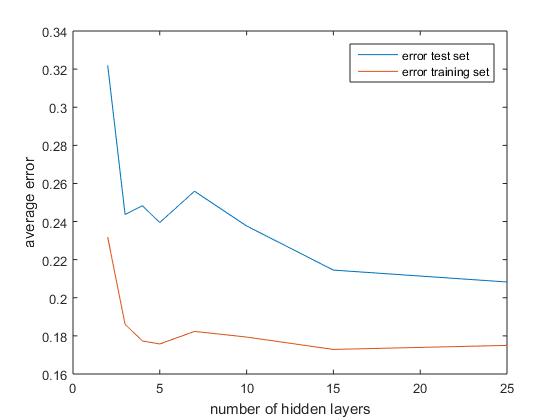 0.34
0.32
0.3
0.28
0.26
0.24
0.22
0.2
0.18
0.16
average error
error test set
error training set
0 5 10 15 20 25
number of hidden layers